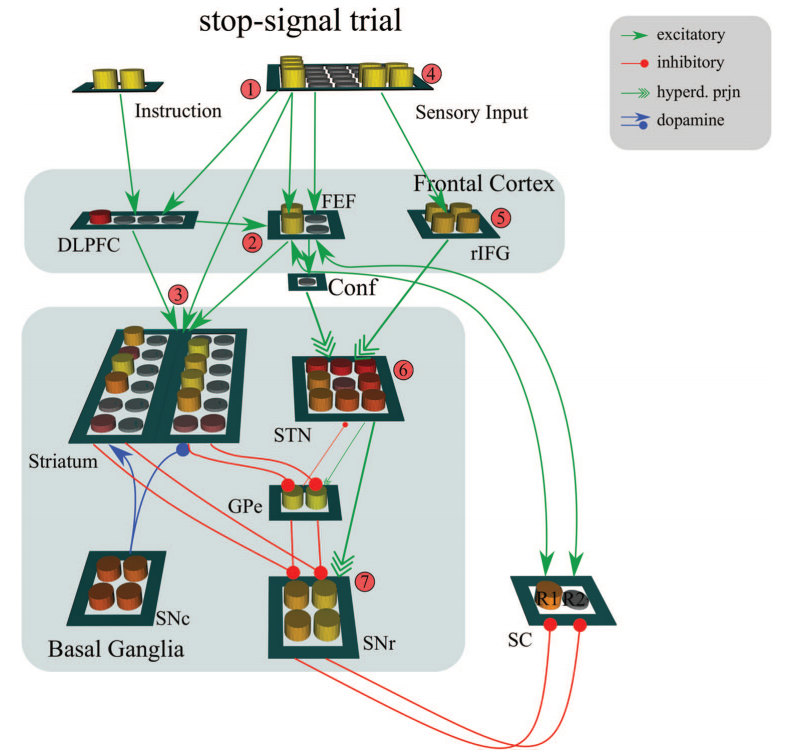 stop-signal trial
excitatory
inhibitory
hyperd. prjn
dopamine
1
4
Instruction
Sensory Input
Frontal Cortex
FEF
DLPFC
2
5
rIFG
Conf
3
6
STN
Striatum
GPe
7
SNc
SNr
Basal Ganglia
R1 R2
SC